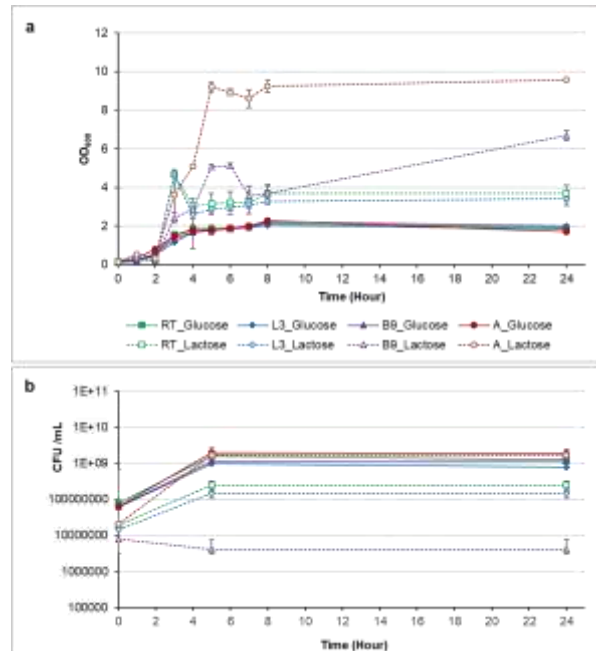 a
12
10
8
6
4
2
0
OD600
0 2 4 6 8 10 12 14 16 18 20 22 24
Time (Hour)
RT_Glucose L3_Glucose B9_Glucose A_Glucose
RT_Lactose L3_Lactose B9_Lactose A_Lactose
b
1E+11
1E+10
1E+09
100000000
10000000
1000000
100000
CFU /mL
0 2 4 6 8 10 12 14 16 18 20 22 24
Time (Hour)